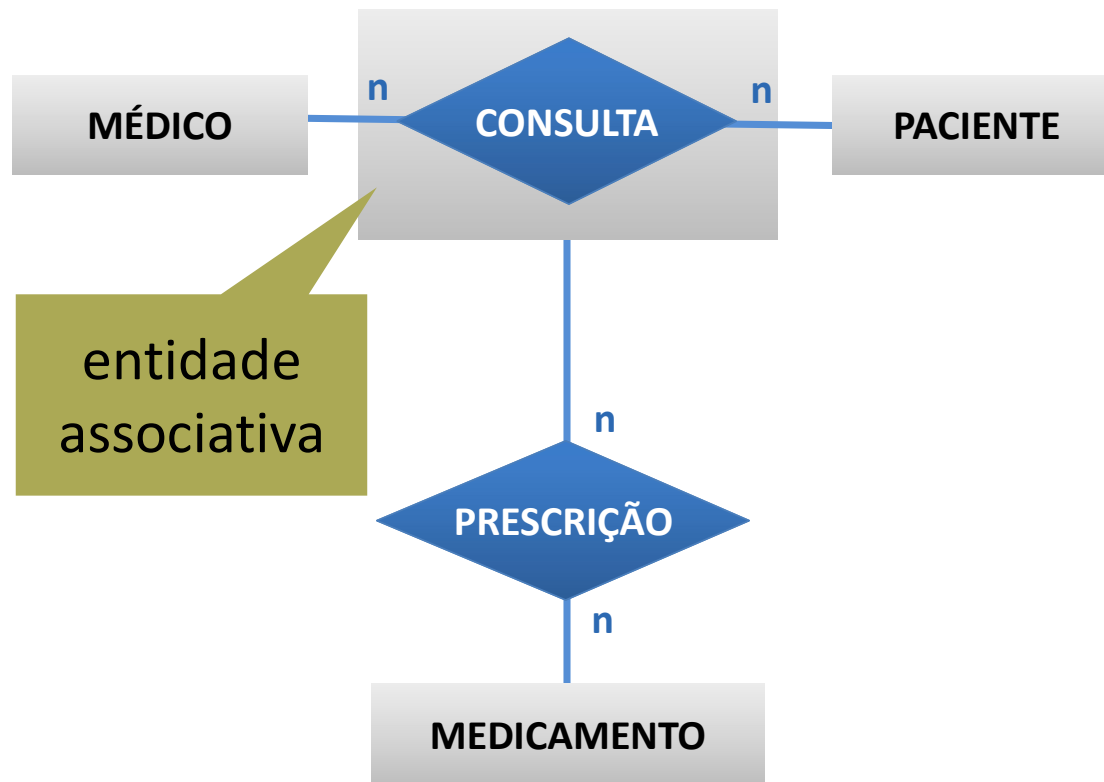 n
n
MÉDICO
CONSULTA
PACIENTE
entidade
associativa
n
PRESCRIÇÃO
n
MEDICAMENTO